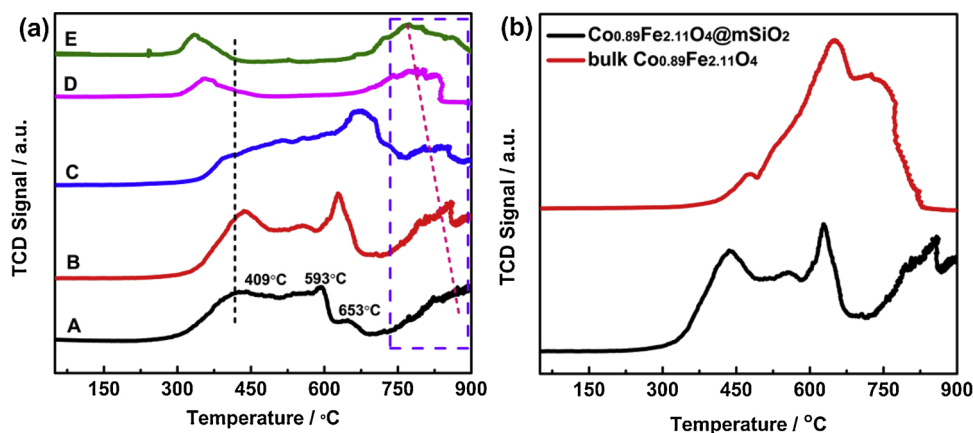 (a)
E
D
C
B
A
409°C
593°C
653°C
TCD Signal / a.u.
150 300 450 600 750 900
Temperature / °C
(b)
Co0.89Fe2.11O4@mSiO2
bulk Co0.89Fe2.11O4
TCD Signal / a.u.
150 300 450 600 750 900
Temperature / °C